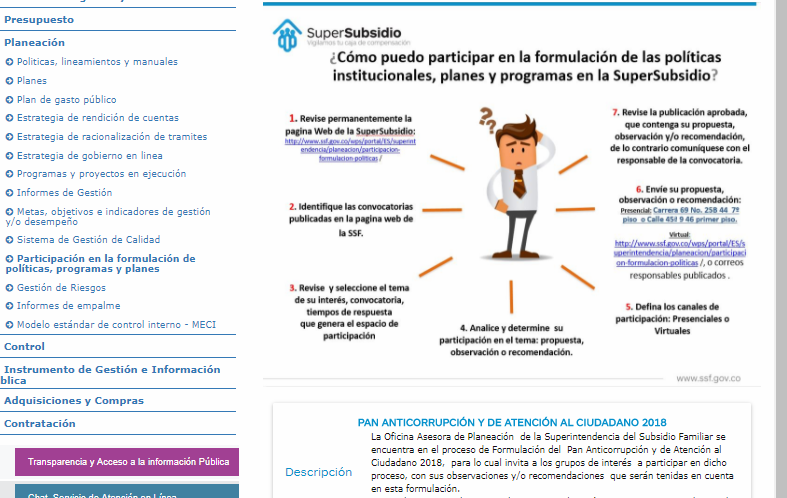 Presupuesto
Planeación
Politicas, lineamientos y manuales
Planes
Plan de gasto público
Estrategia de rendición de cuentas
Estrategia de racionalización de tramites
Estrategia de gobierno en linea
Programas y proyectos en ejecución
Informes de Gestión
Metas, objetivos e indicadores de gestión
y/o desempeño
Sistema de Gestión de Calidad
Participación en la formulación de
políticas, programas y planes
Gestión de Riesgos
Informes de empalme
Modelo estándar de control interno - MECI
Control
Instrumento de Gestión e Información
blica
Adquisiciones y Compras
Contratación
Transparencia y Acceso a la información Pública
Chat, Servicio de Atención en Línea
SuperSubsidio
Vigilamos tu caja de compensación
¿Cómo puedo participar en la formulación de las políticas
institucionales, planes y programas en la SuperSubsidio?
1. Revise permanentemente la
pagina Web de la SuperSubsidio:
http://www.ssf.gov.co/wps/portal/ES/superint
endencia/planeacion/participacion-
formulacion-politicas /
2. Identifique las convocatorias
publicadas en la pagina web de
la SSF.
3. Revise y seleccione el tema
de su interés, convocatoria,
tiempos de respuesta
que genera el espacio de
participación
??
4. Analice y determine su
participación en el tema: propuesta,
observación o recomendación.
7. Revise la publicación aprobada,
que contenga su propuesta,
observación y/o recomendación,
de lo contrario comuníquese con el
responsable de la convocatoria.
6. Envíe su propuesta,
observación o recomendación:
Presencial: Carrera 69 No. 25B 44 7º
piso o Calle 45ª 9 46 primer piso.
Virtual:
http://www.ssf.gov.co/wps/portal/ES/s
uperintendencia/planeacion/participaci
on-formulacion-politicas /, o correos
responsables publicados .
5. Defina los canales de
participación: Presenciales o
Virtuales
www.ssf.gov.co
PAN ANTICORRUPCIÓN Y DE ATENCIÓN AL CIUDADANO 2018
Descripción
La Oficina Asesora de Planeación de la Superintendencia del Subsidio Familiar se
encuentra en el proceso de Formulación del Pan Anticorrupción y de Atención al
Ciudadano 2018, para lo cual invita a los grupos de interés a participar en dicho
proceso, con sus observaciones y/o recomendaciones que serán tenidas en cuenta
en esta formulación.